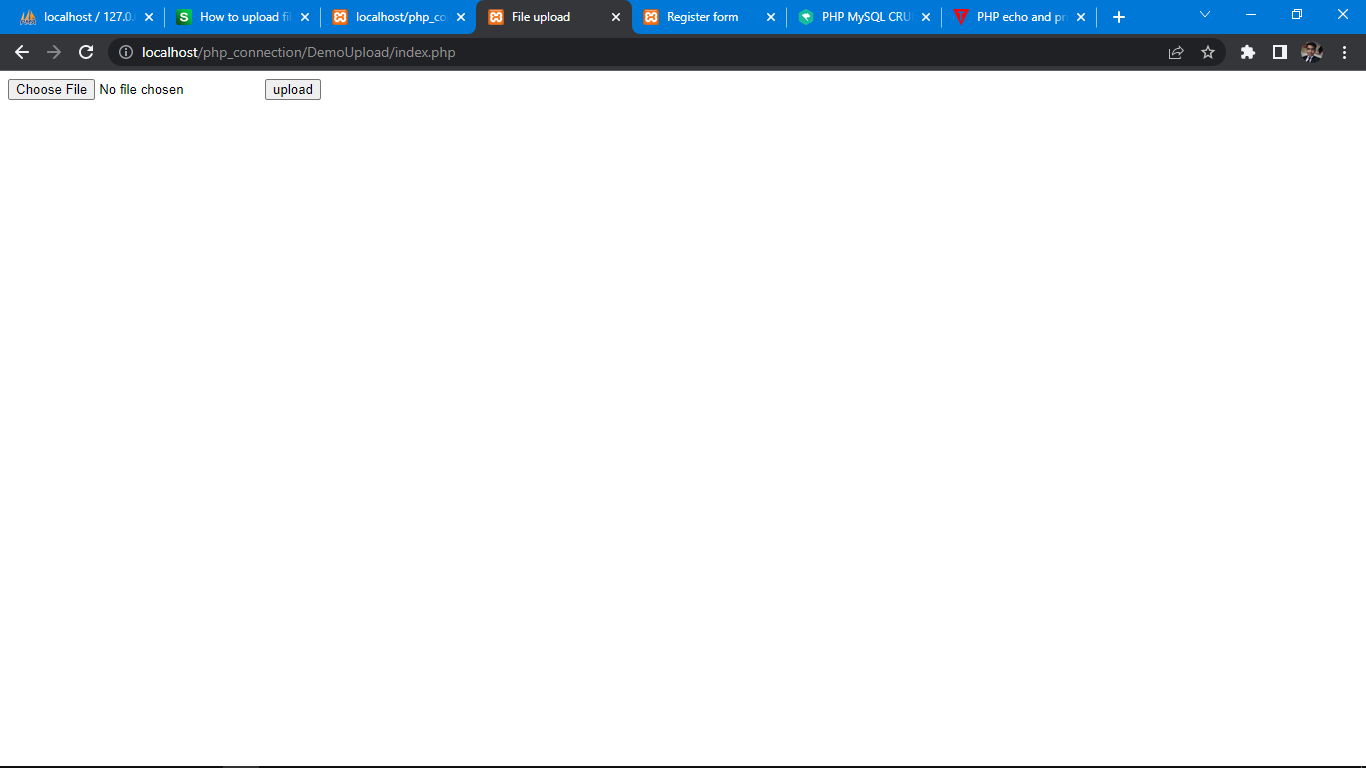 localhost / 127.0. How to upload fi localhost/php_co File upload Register form PHP MySQL CRU PHP echo and pr
localhost/php_connection/DemoUpload/index.php
Choose File No file chosen upload